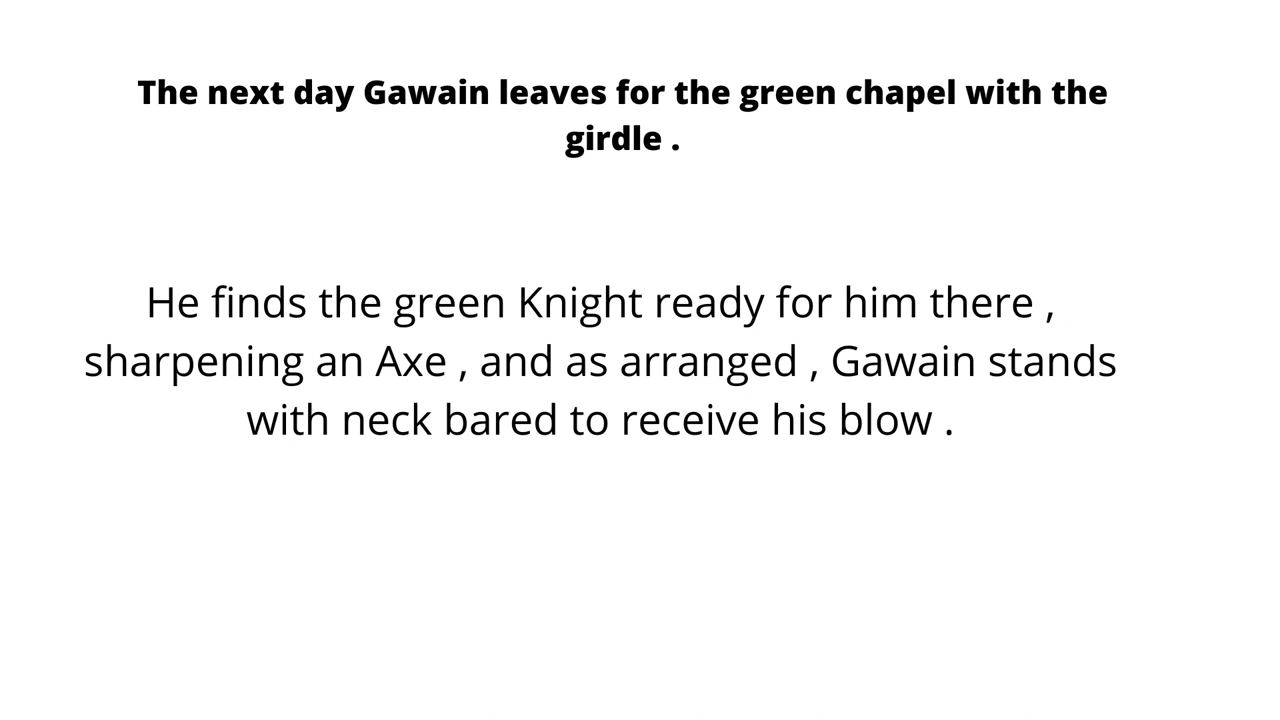 The next day Gawain leaves for the green chapel with the
girdle .
He finds the green Knight ready for him there ,
sharpening an Axe , and as arranged , Gawain stands
with neck bared to receive his blow .